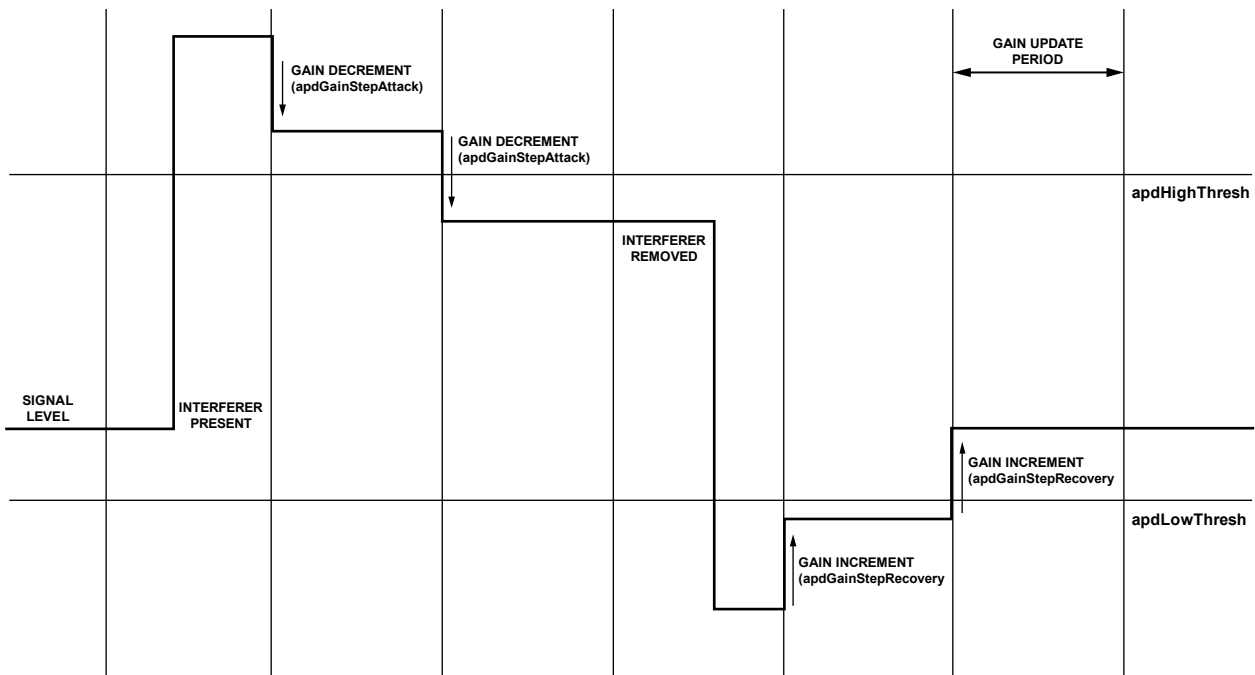 GAIN UPDATE
PERIOD
GAIN DECREMENT
(apdGainStepAttack)
GAIN DECREMENT
(apdGainStepAttack)
apdHighThresh
INTERFERER
REMOVED
SIGNAL
LEVEL
INTERFERER
PRESENT
GAIN INCREMENT
(apdGainStepRecovery
apdLowThresh
GAIN INCREMENT
(apdGainStepRecovery